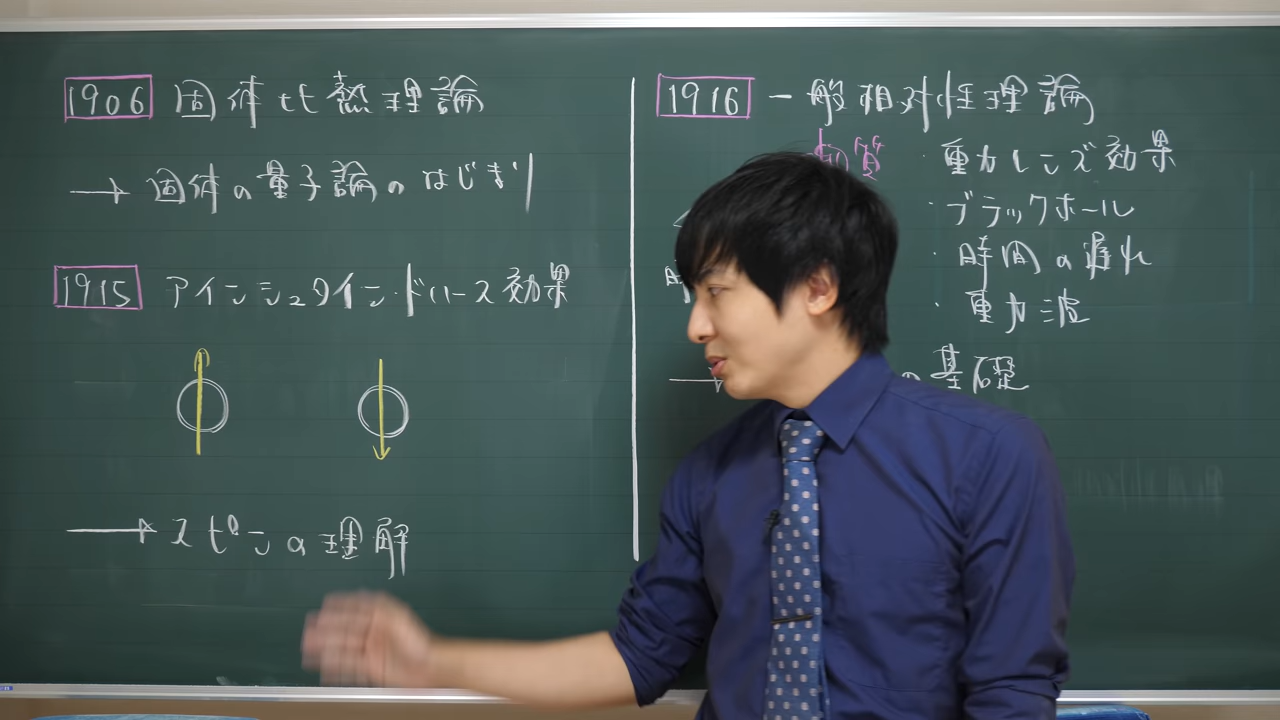 1906 固体比熱理論
→ 固体の量子論のはじまり
1915 アインシュタイン・ドハース効果
→ スピンの理解
1916 一般相対性理論
質
・重力レンズ効果
・ブラックホール
・時間の遅れ
・重力波
→ の基礎